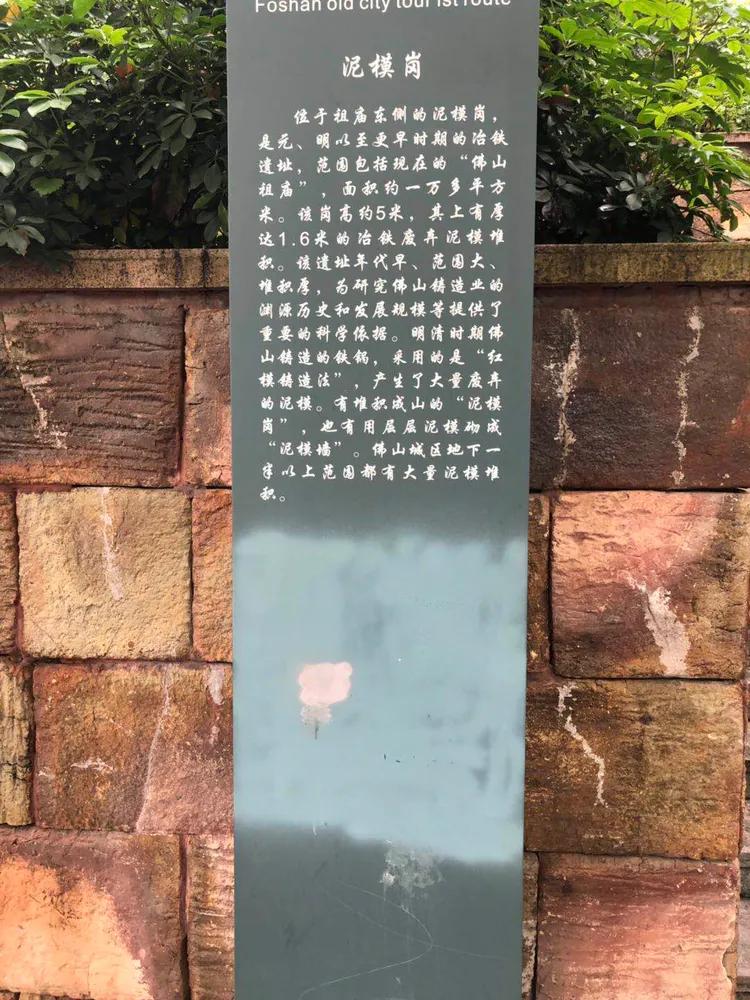 Foshan old city tour 1st route
泥模岗
位于祖庙东侧的泥模岗，
是元、明以至更早时期的冶铁
遗址，范围包括现在的“佛山
祖庙”，面积约一万多平方
米。该岗高约5米，其上有厚
达1.6米的冶铁废弃泥模堆
积。该遗址年代早、范围大、
堆积厚，为研究佛山铸造业的
渊源历史和发展规模等提供了
重要的科学依据。明清时期佛
山铸造的铁锅，采用的是“红
模铸造法”，产生了大量废弃
的泥模。有堆积成山的“泥模
岗”，也有用层层泥模砌成
“泥模墙”。佛山城区地下一
半以上范围都有大量泥模堆
积。